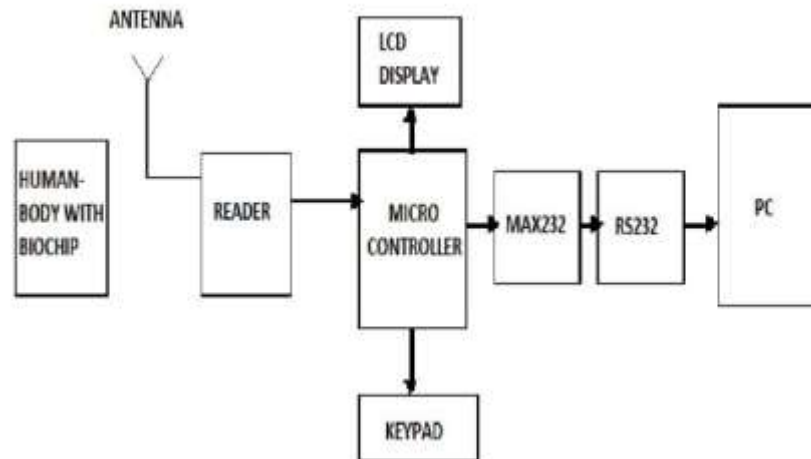 ANTENNA
LCD
DISPLAY
HUMAN-
BODY WITH
BIOCHIP
READER
MICRO
CONTROLLER
MAX232
RS232
PC
KEYPAD